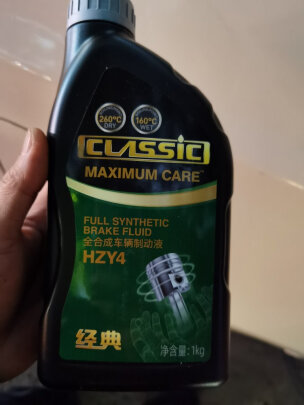 260°C
DRY
160°C
WET
CLASSIC
MAXIMUM CARE
FULL SYNTHETIC
BRAKE FLUID
全合成车辆制动液
HZY4
经典
净含量:1kg